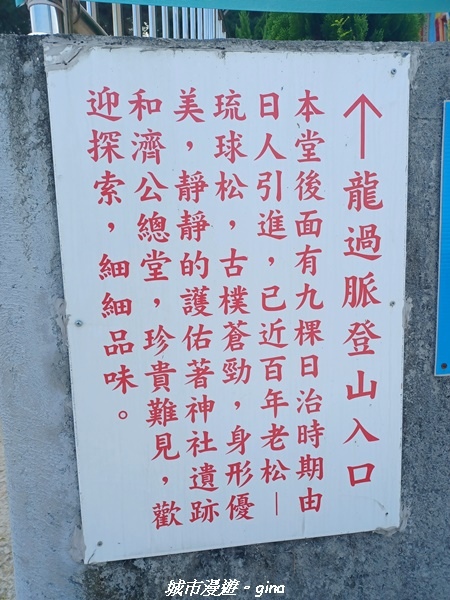 ↑龍過脈登山入口
本堂後面有九棵日治時期由
日人引進，已近百年老松—
琉球松，古樸蒼勁，身形優
美，靜靜的護佑著神社遺跡
和濟公總堂，珍貴難見，歡
迎探索，細細品味。
城市漫遊。gina